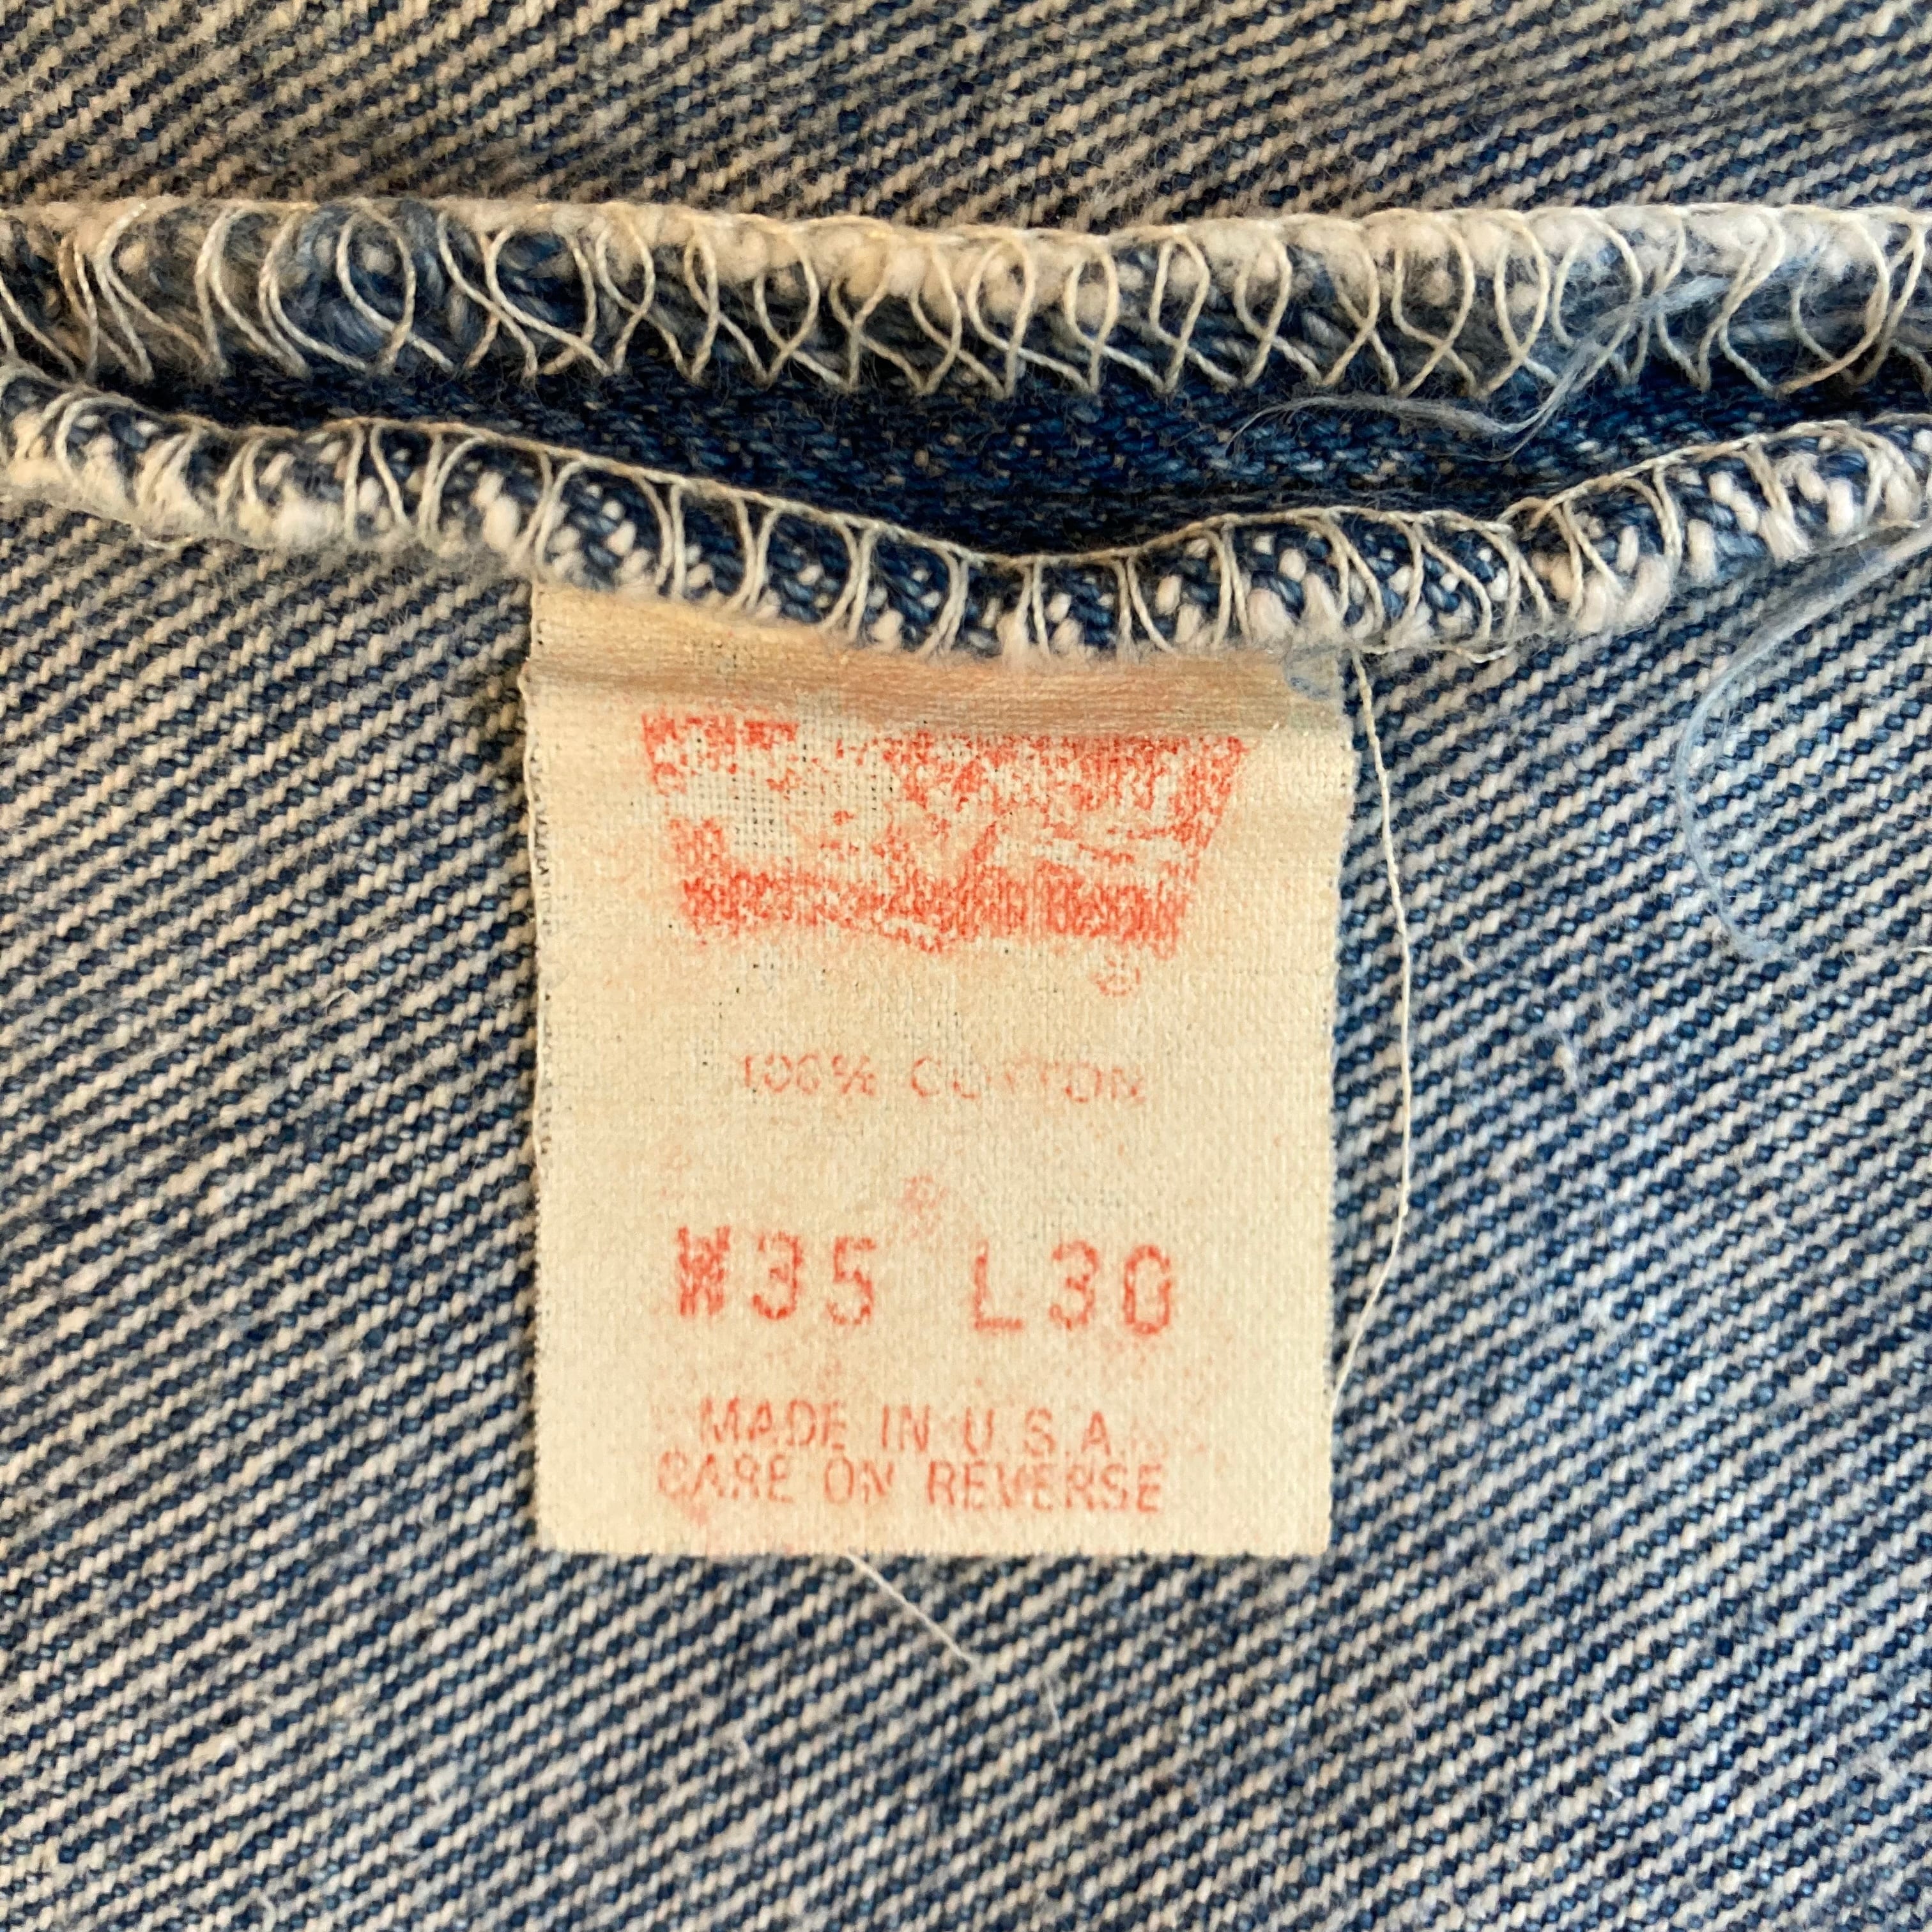 100% COTTON
W35 L30
MADE IN U.S.A.
CARE ON REVERSE